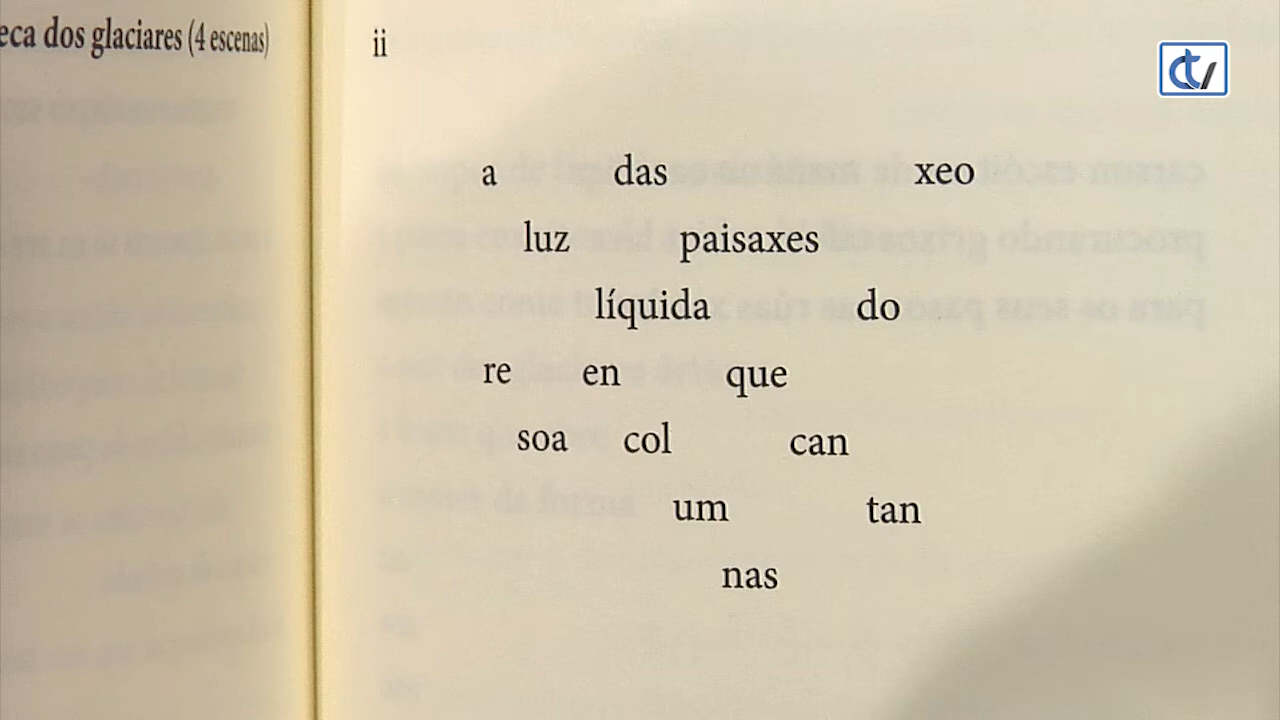 eca dos glaciares (4 escenas)
ii
a das xeo
luz paisaxes
líquida do
re en que
soa col can
um tan
nas